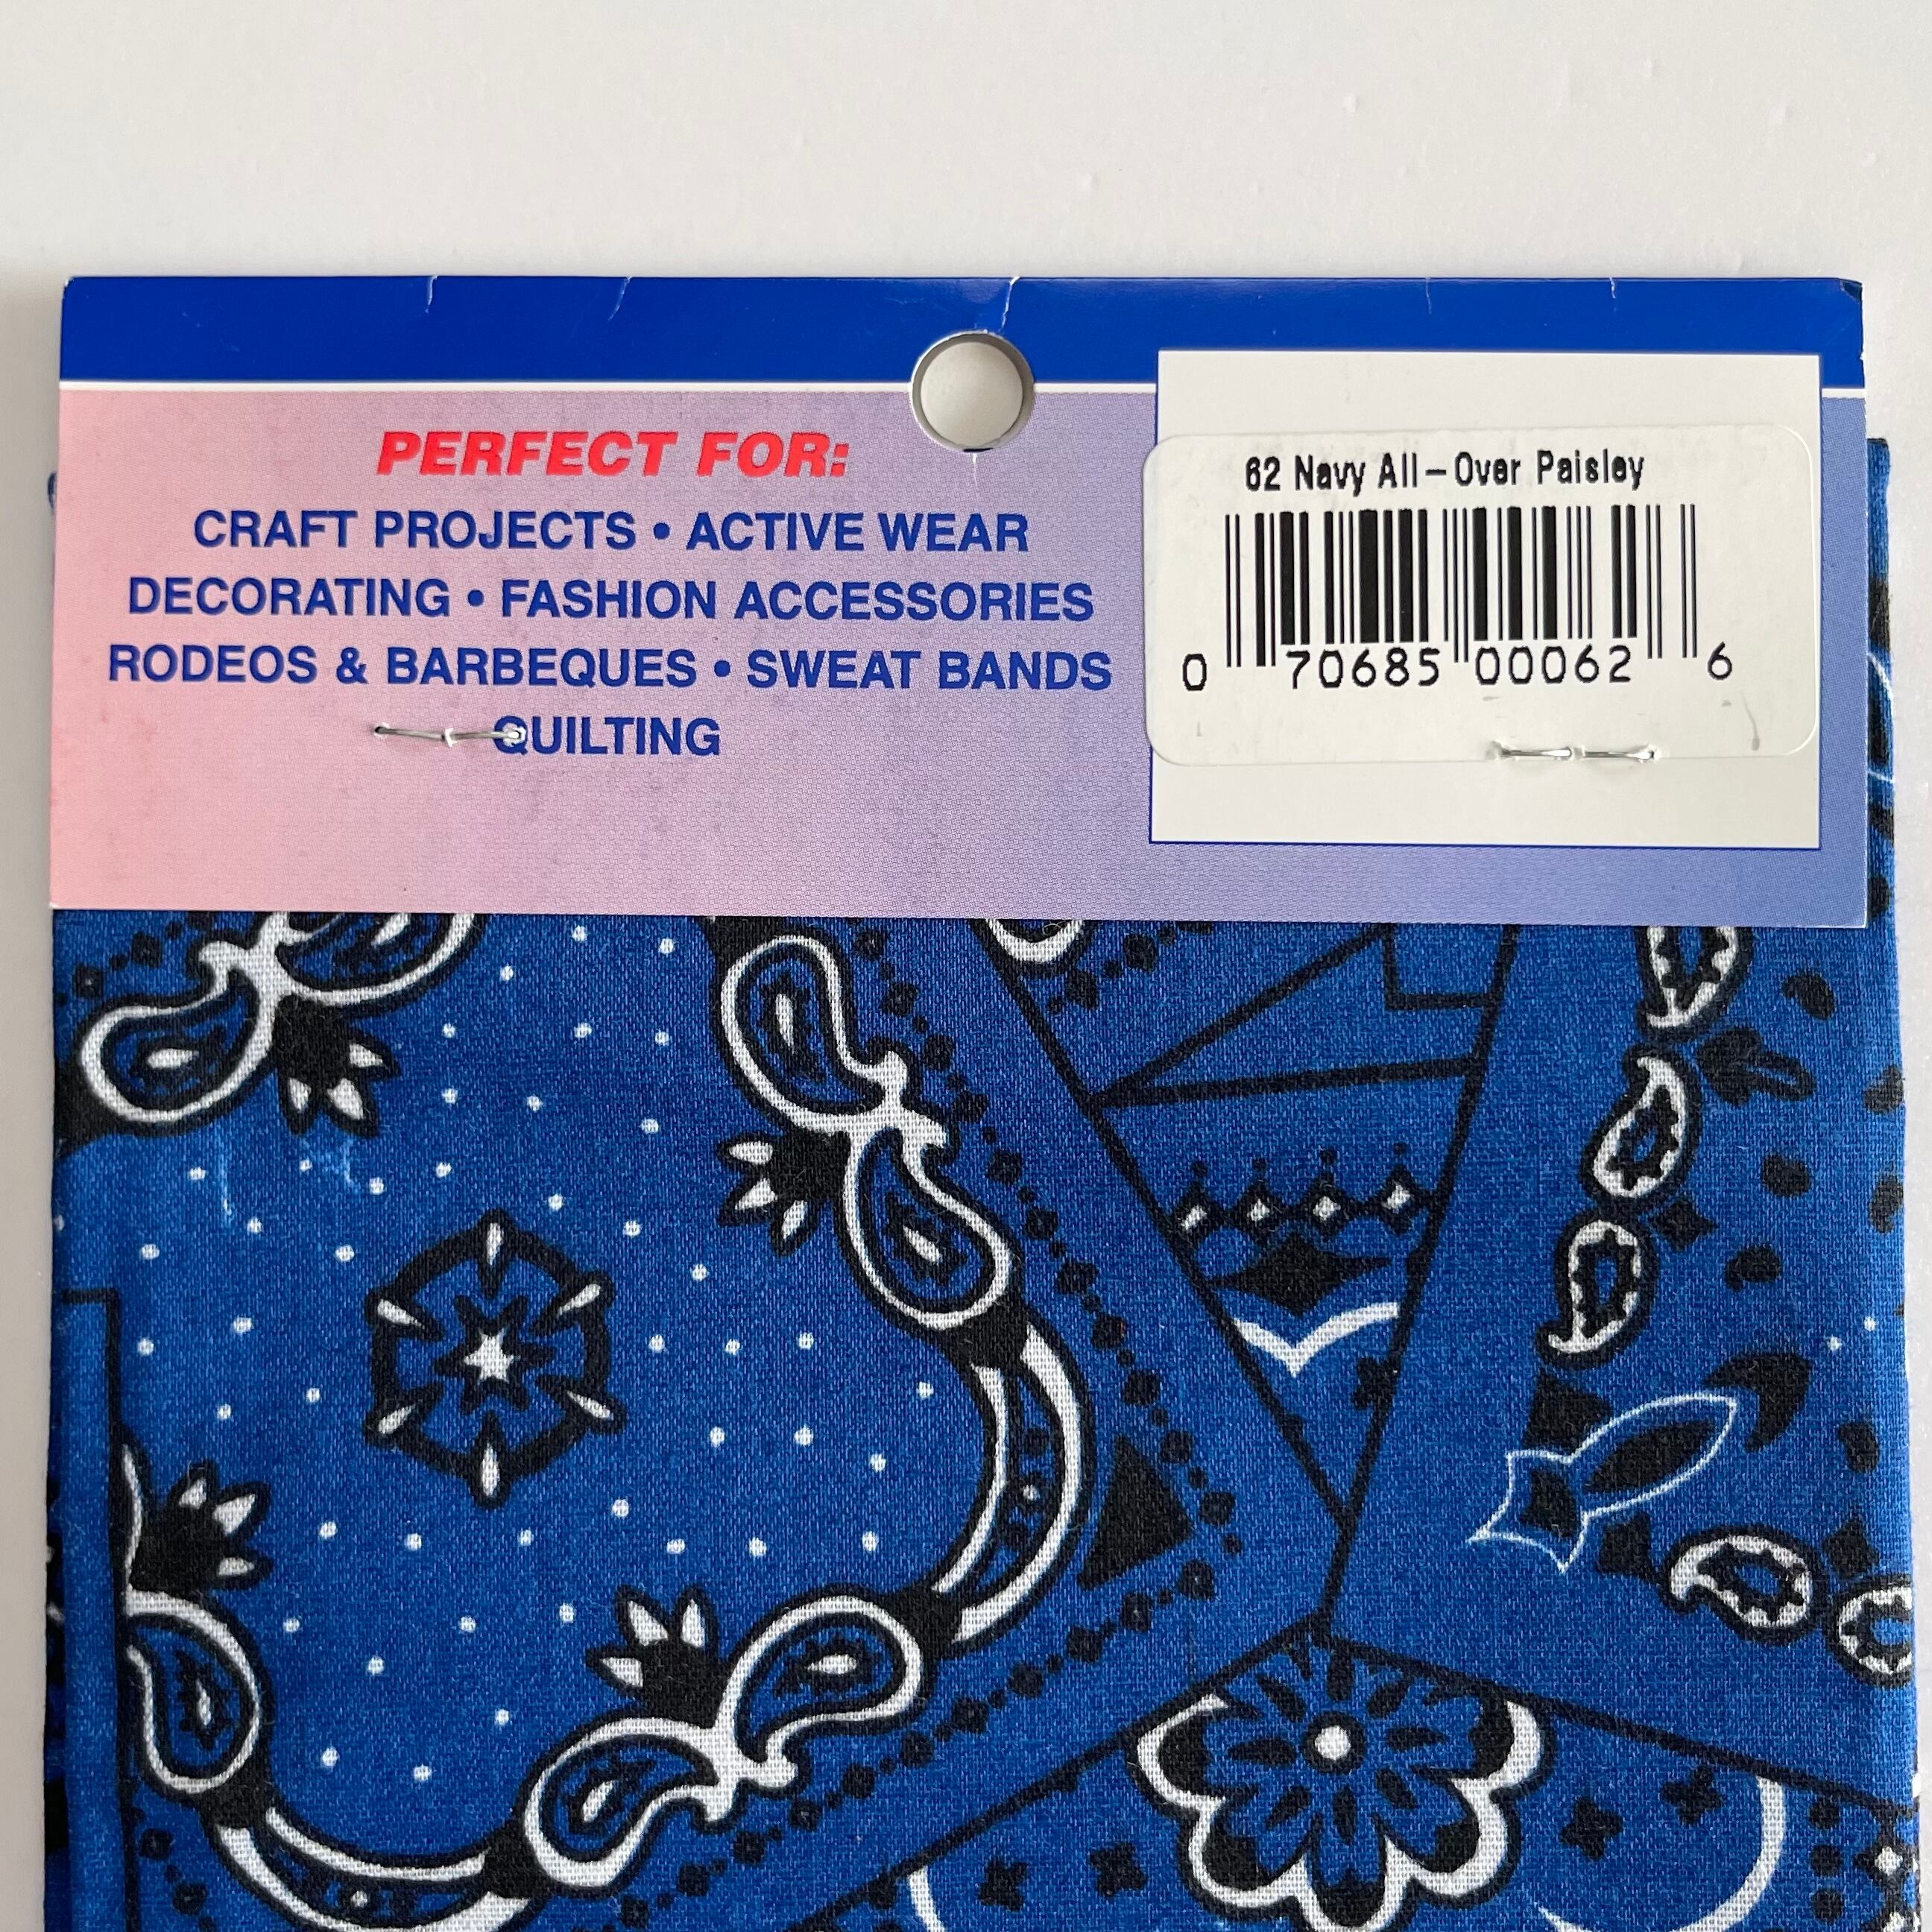 PERFECT FOR:
CRAFT PROJECTS • ACTIVE WEAR
DECORATING • FASHION ACCESSORIES
RODEOS & BARBEQUES • SWEAT BANDS
QUILTING
62 Navy All-Over Paisley
0 70685 00062 6